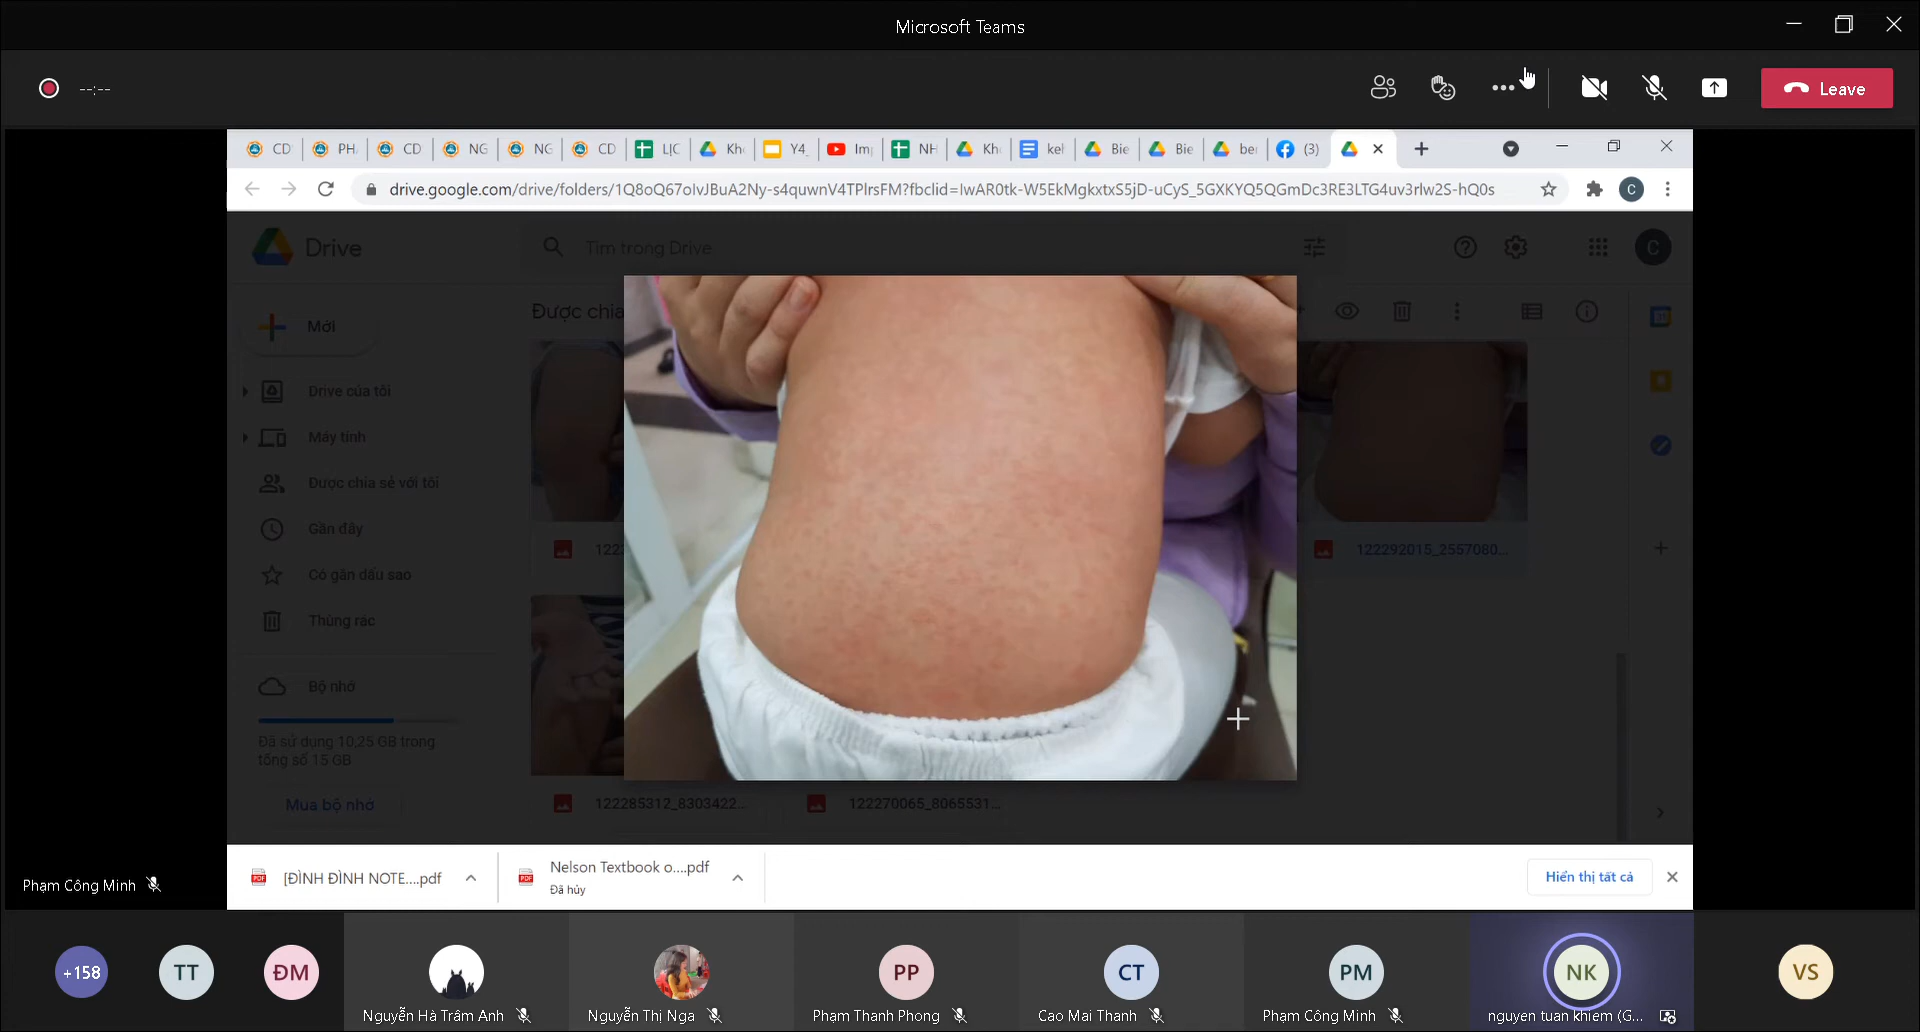 Microsoft Teams
--:--
Leave
CD
PH
CD
NG
NG
CD
LỊC
Kh
Y4_
Im
NH
Kh
kel
Bie
Bie
be
(3)
drive.google.com/drive/folders/1Q8oQ67oIvJBuA2Ny-s4quwnV4TPlrsFM?fbclid=IwAR0tk-W5EkMgkxtxS5jD-uCyS_5GXKYQ5QGmDc3RE3LTG4uv3rlw2S-hQ0s
C
Drive
Tìm trong Drive
C
Mới
Được chia
Drive của tôi
Máy tính
Được chia sẻ với tôi
Gần đây
Có gắn dấu sao
Thùng rác
Bộ nhớ
Đã sử dụng 10,25 GB trong
tổng số 15 GB
Mua bộ nhớ
122
122292015_2557080...
122285312_8303422...
122270065_8065531...
[ĐÌNH ĐÌNH NOTE....pdf
Nelson Textbook o....pdf
Đã hủy
Hiển thị tất cả
Phạm Công Minh
+158
TT
ĐM
PP
CT
PM
NK
VS
Nguyễn Hà Trâm Anh
Nguyễn Thị Nga
Phạm Thanh Phong
Cao Mai Thanh
Phạm Công Minh
nguyen tuan khiem (G...